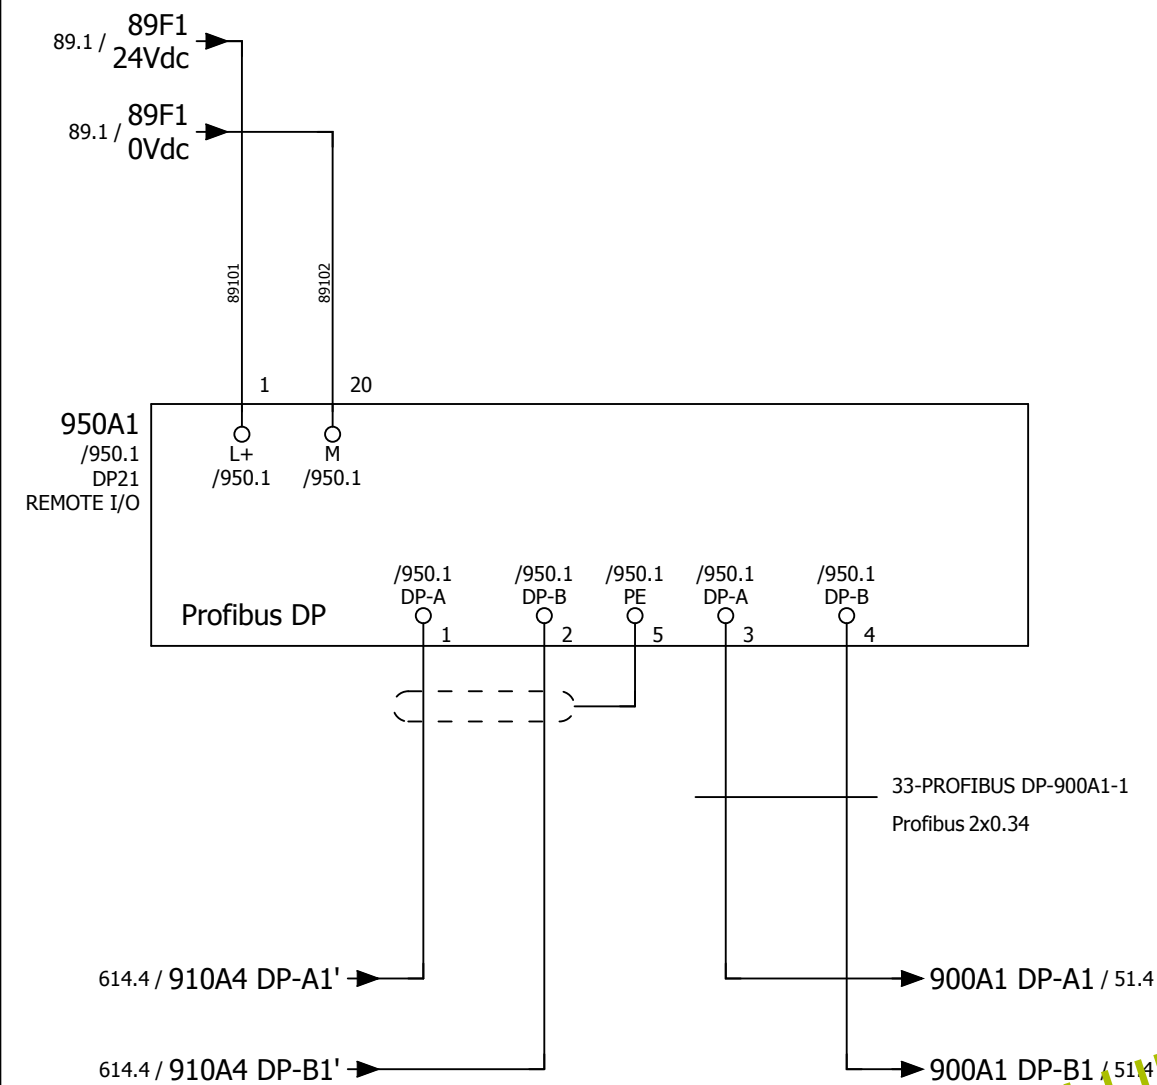 89.1 / 89F1
24Vdc
89.1 / 89F1
0Vdc
89101
89102
1
20
950A1
/950.1
DP21
REMOTE I/O
L+
/950.1
M
/950.1
/950.1
DP-A
/950.1
DP-B
/950.1
PE
/950.1
DP-A
/950.1
DP-B
Profibus DP
1
2
5
3
4
33-PROFIBUS DP-900A1-1
Profibus 2x0.34
614.4 / 910A4 DP-A1'
900A1 DP-A1 / 51.4
614.4 / 910A4 DP-B1'
900A1 DP-B1 / 51.4